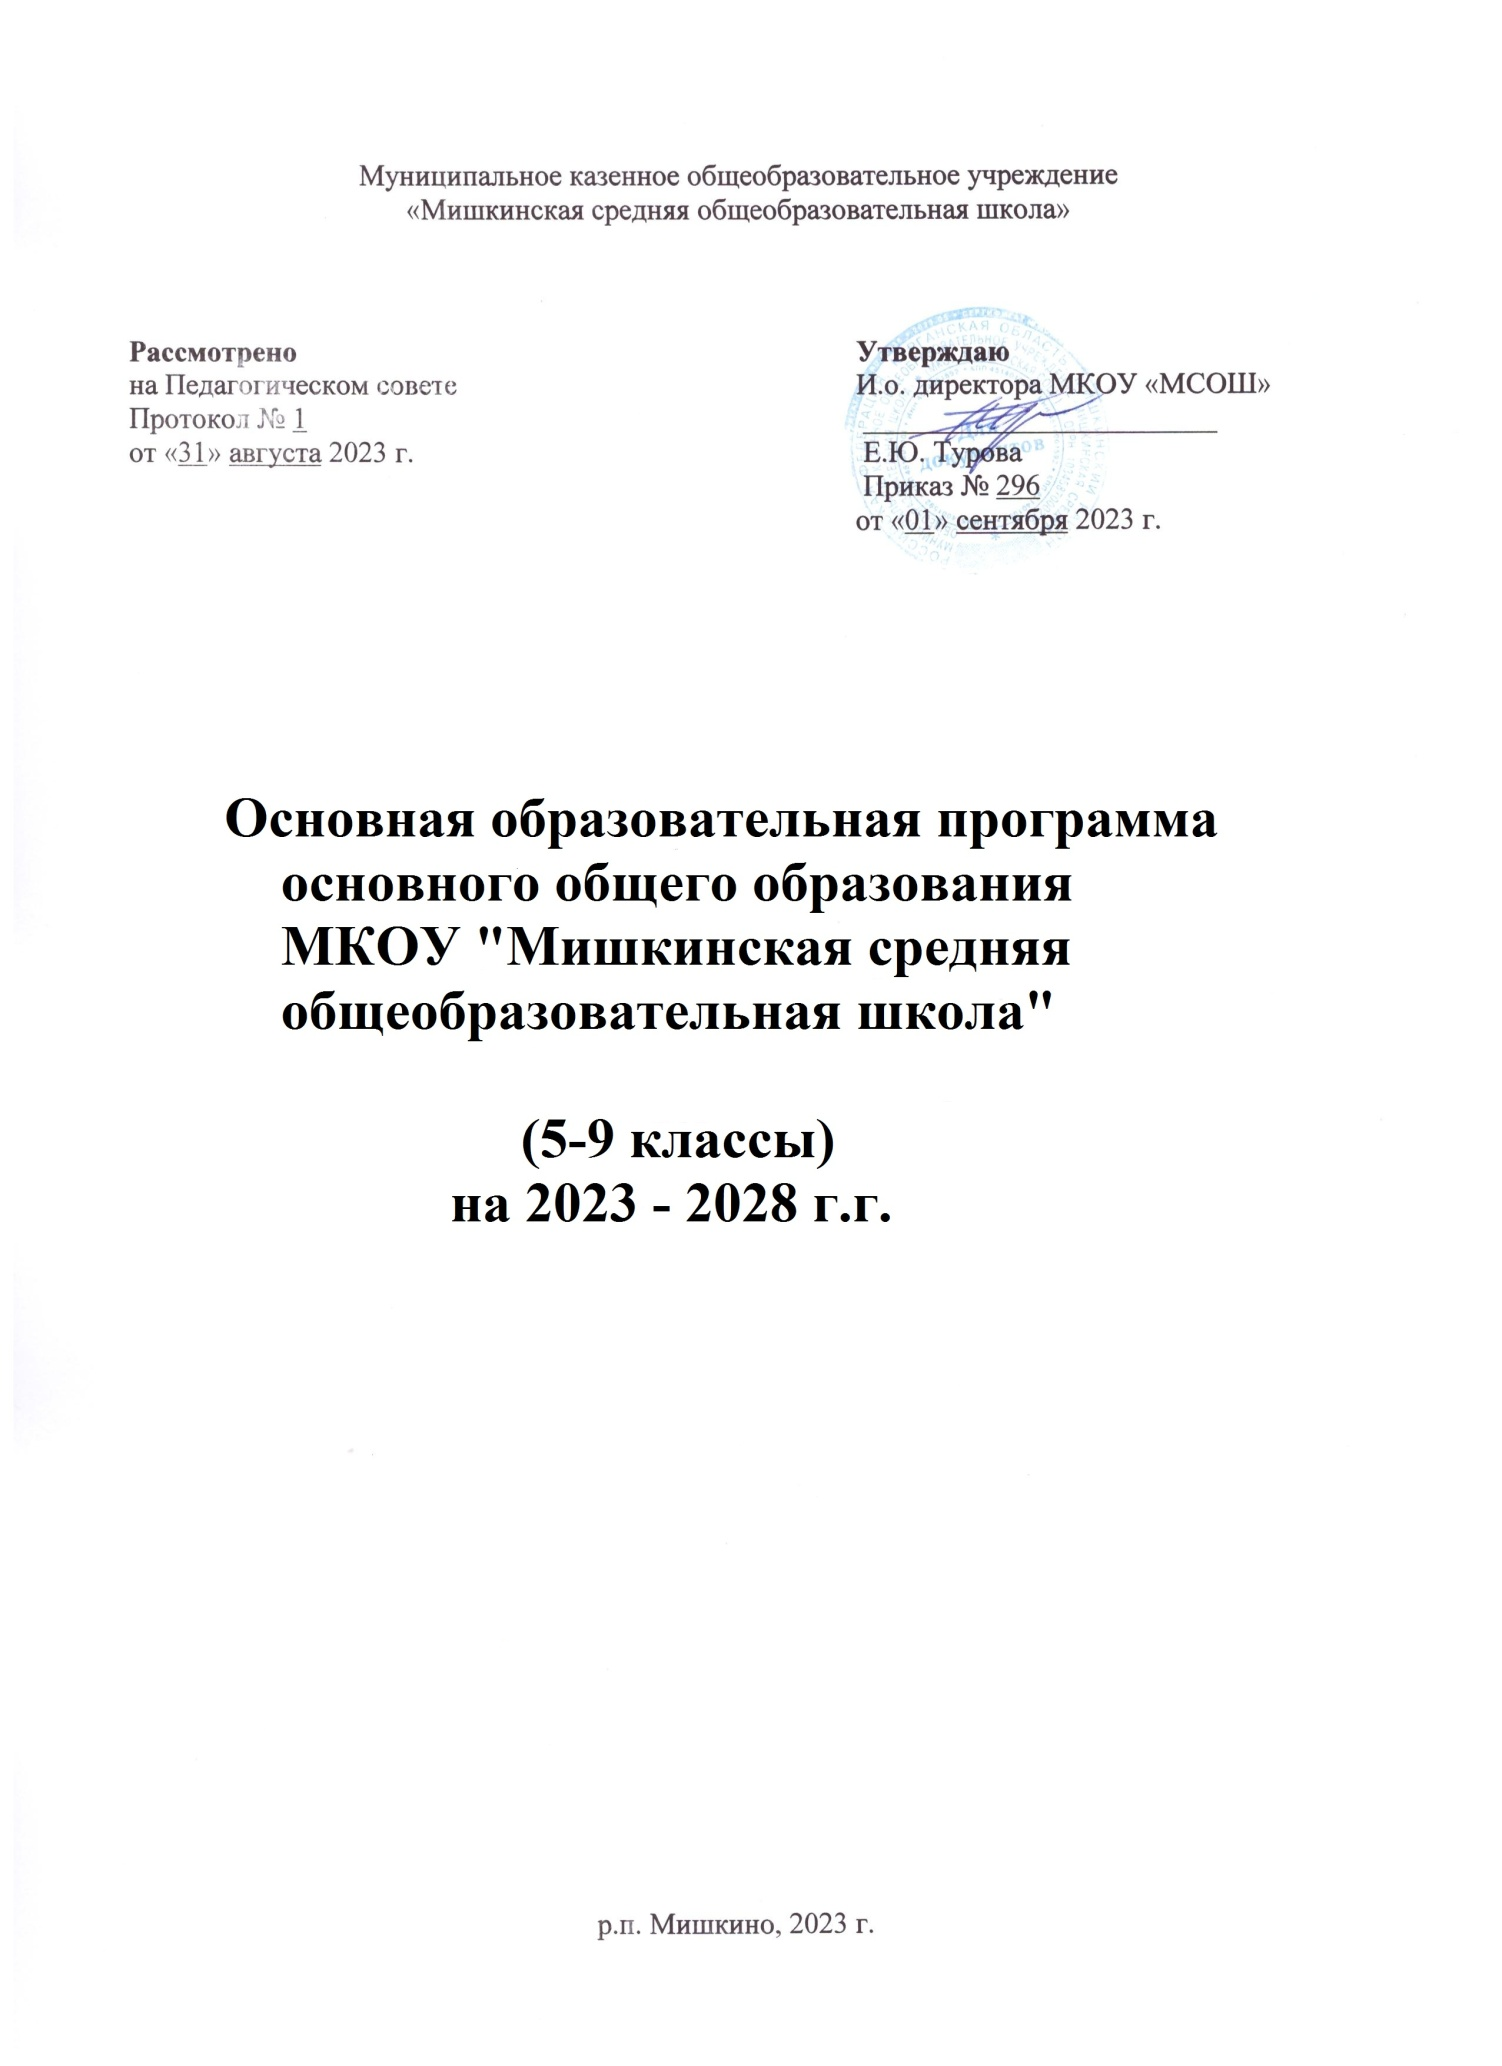 Муниципальное казенное общеобразовательное учреждение
«Мишкинская средняя общеобразовательная школа»
Рассмотрено
на Педагогическом совете
Протокол № 1
от «31» августа 2023 г.
Утверждаю
И.о. директора МКОУ «МСОШ»
Е.Ю. Турова
Приказ № 296
от «01» сентября 2023 г.
Для
документов
Основная образовательная программа
основного общего образования
МКОУ "Мишкинская средняя
общеобразовательная школа"
(5-9 классы)
на 2023 - 2028 г.г.
р.п. Мишкино, 2023 г.